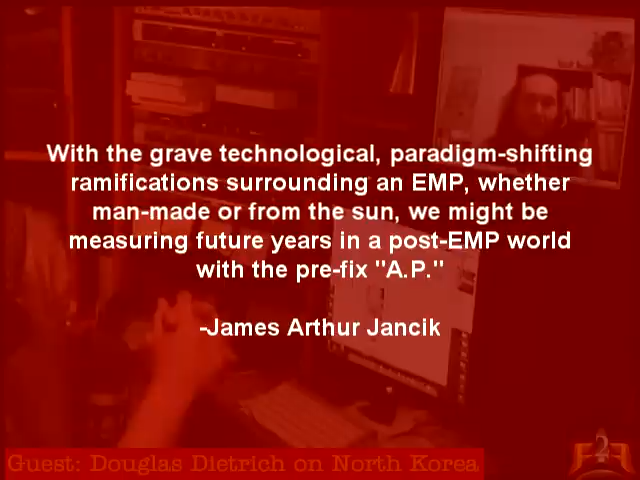 With the grave technological, paradigm-shifting
ramifications surrounding an EMP, whether
man-made or from the sun, we might be
measuring future years in a post-EMP world
with the pre-fix "A.P."
-James Arthur Jancik
Guest: Douglas Dietrich on North Korea
F2F